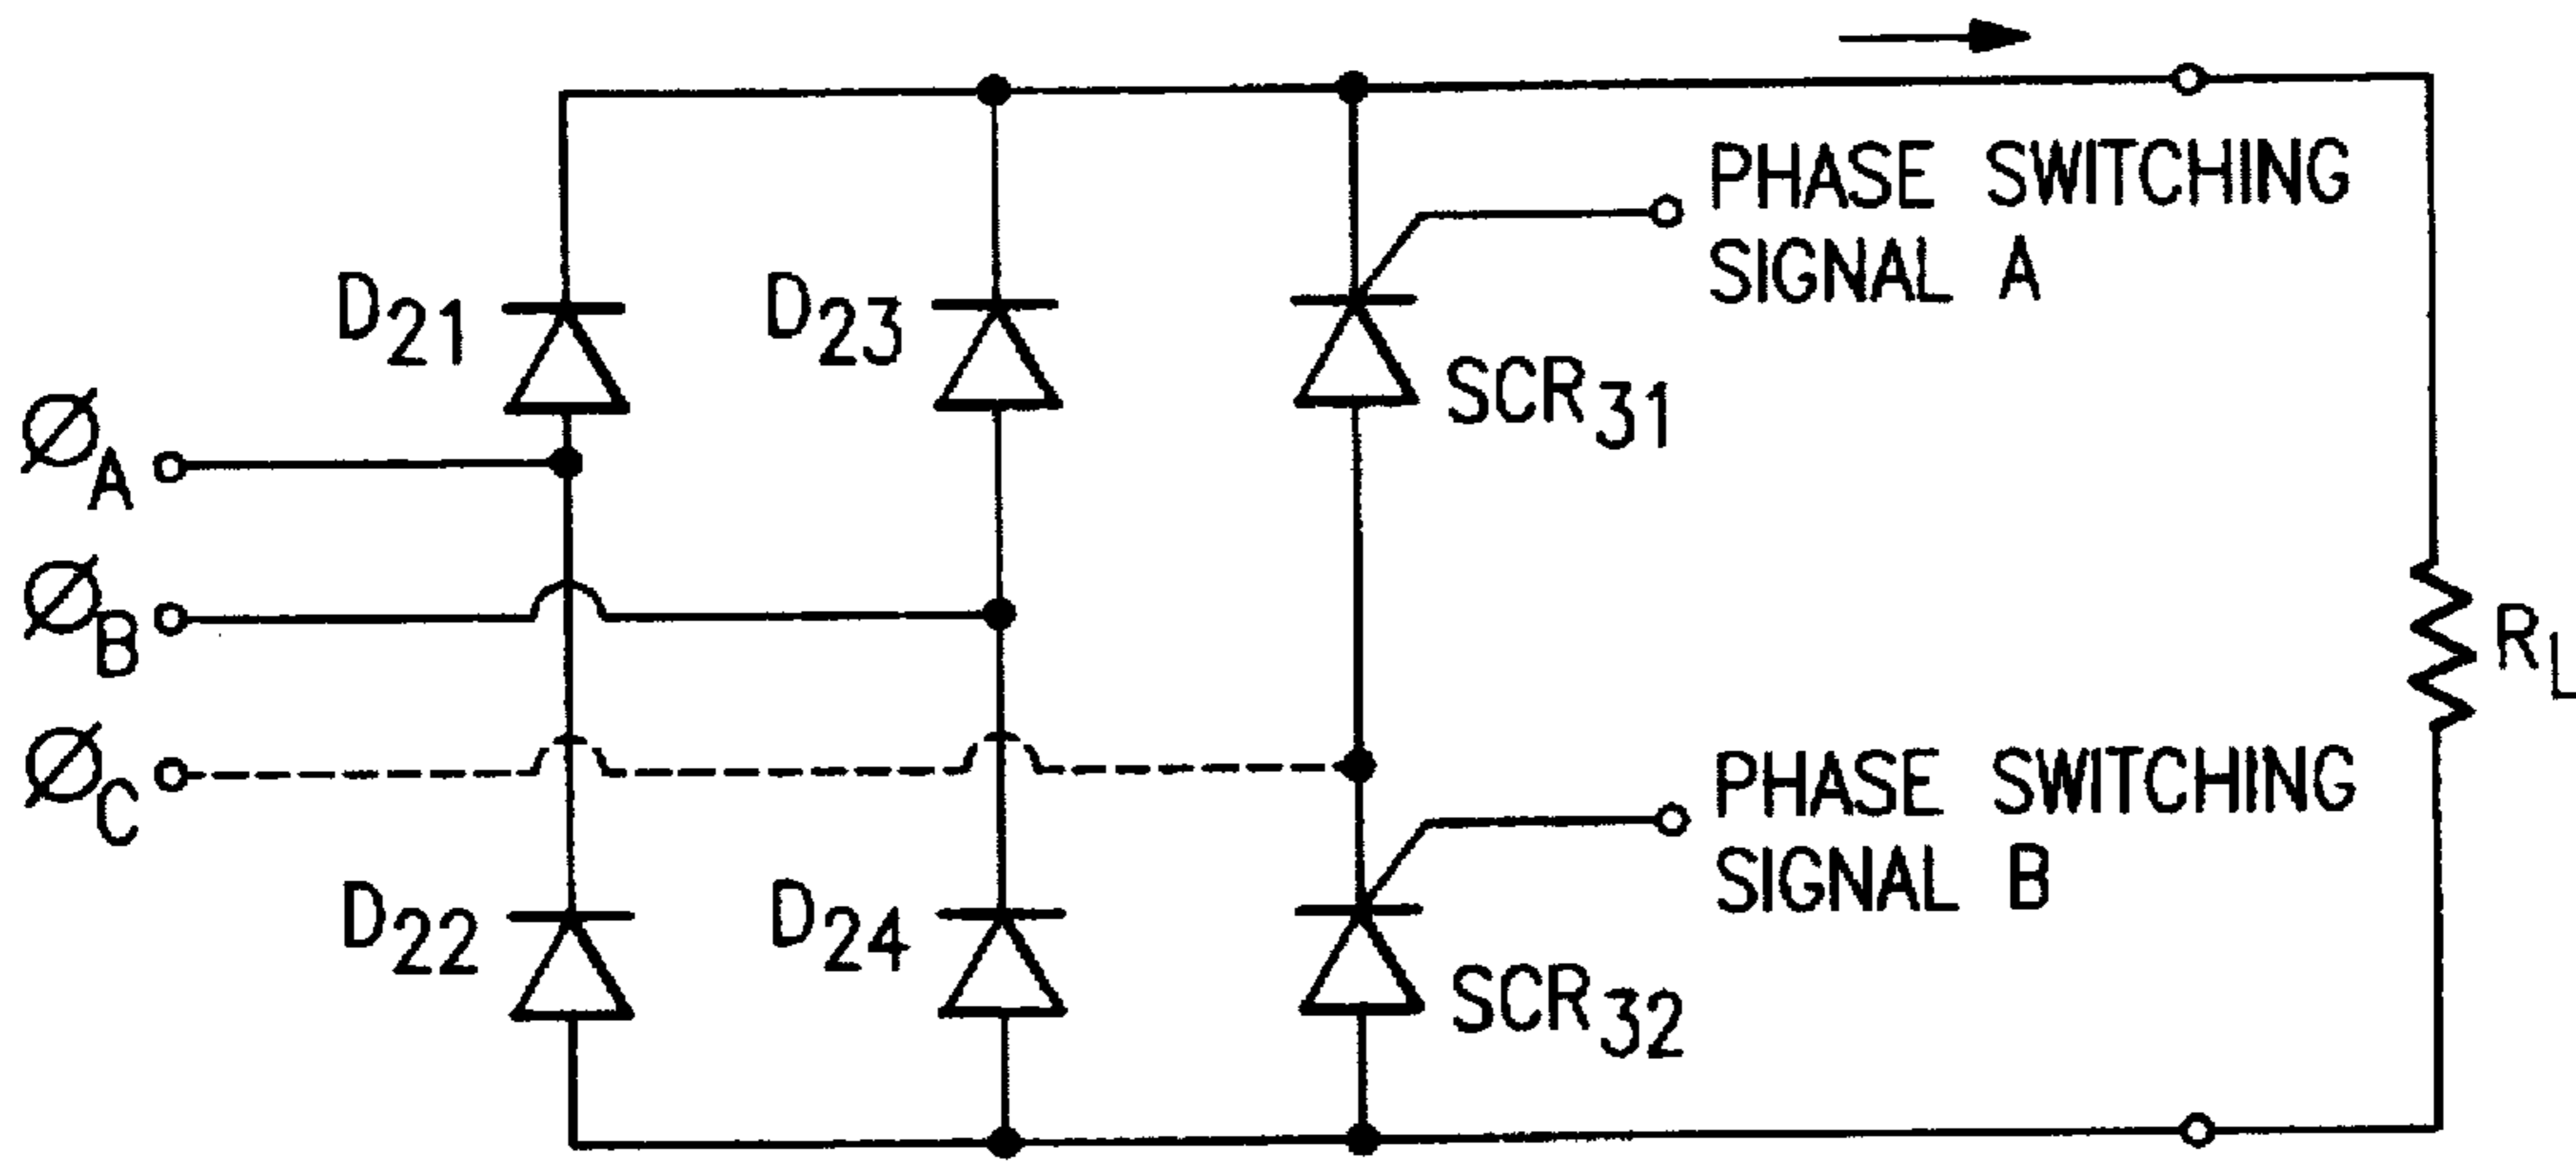 PHASE SWITCHING
SIGNAL A
D21
D23
SCR31
ØA
ØB
RL
ØC
PHASE SWITCHING
SIGNAL B
D22
D24
SCR32